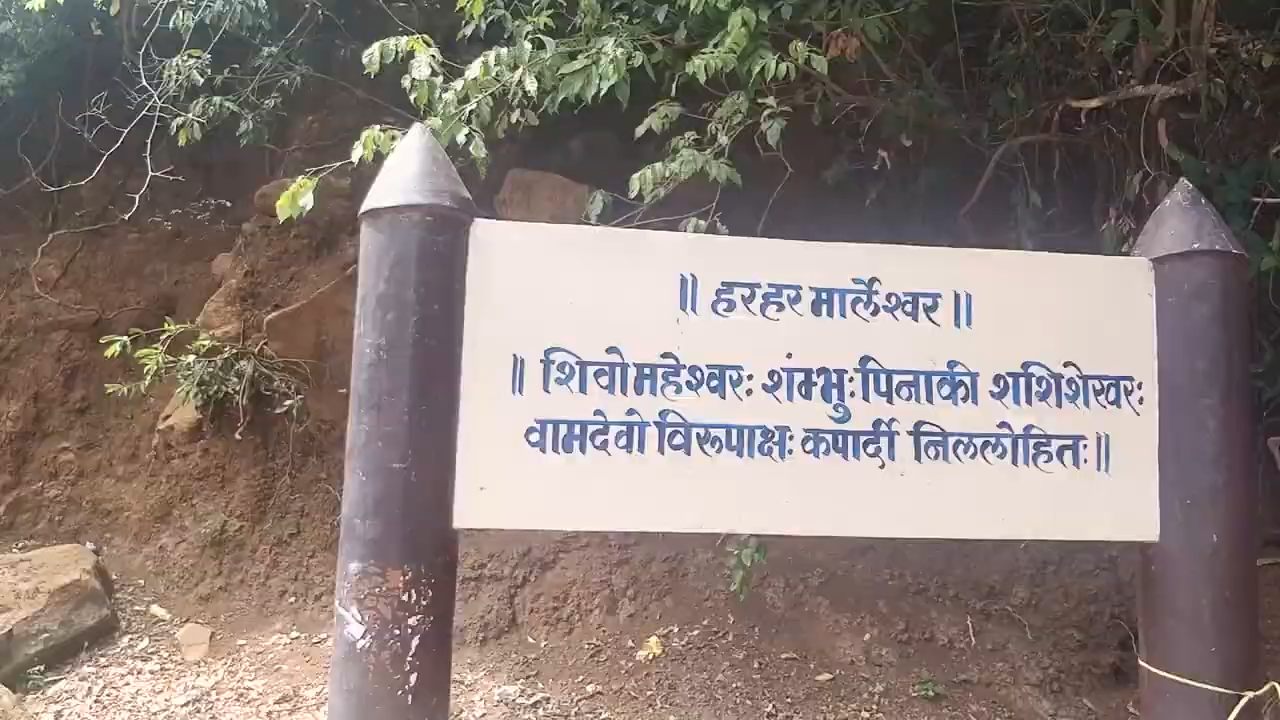 ॥ हरहर मार्लेश्वर ॥
॥ शिवोमहेश्वरः शंम्भुःपिनाकी शशिशेखरः
वामदेवो विरूपाक्षः कपार्दी निललोहितः॥